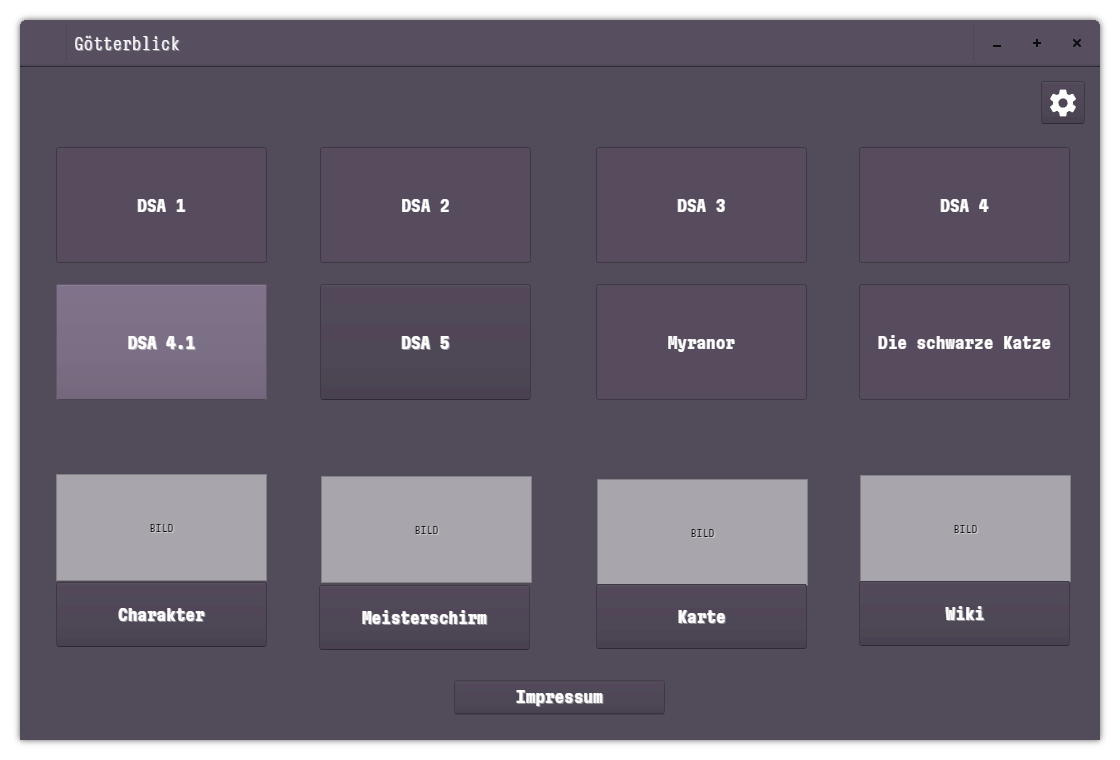 Götterblick
DSA 1
DSA 2
DSA 3
DSA 4
DSA 4.1
DSA 5
Myranor
Die schwarze Katze
BILD
BILD
BILD
BILD
Charakter
Meisterschirm
Karte
Wiki
Impressum